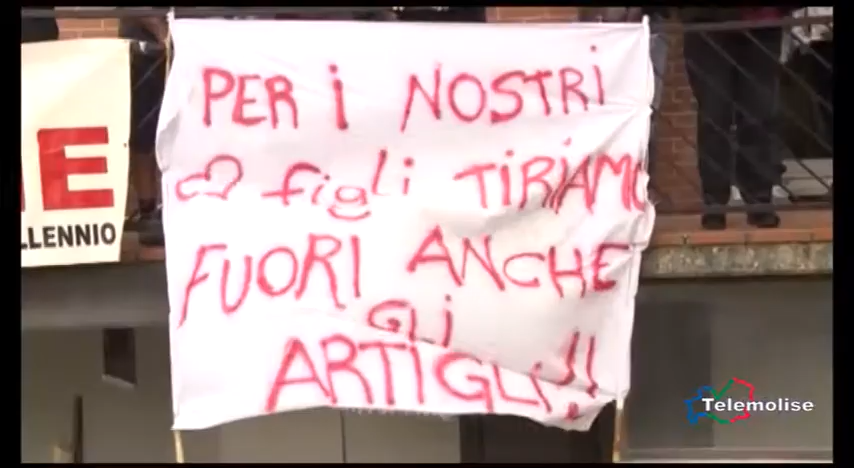 PER i NOSTRi
figli TiRiAMO
FUORi ANCHE
GLi
ARTiGLi!!
E
LLENNIO
Telemolise